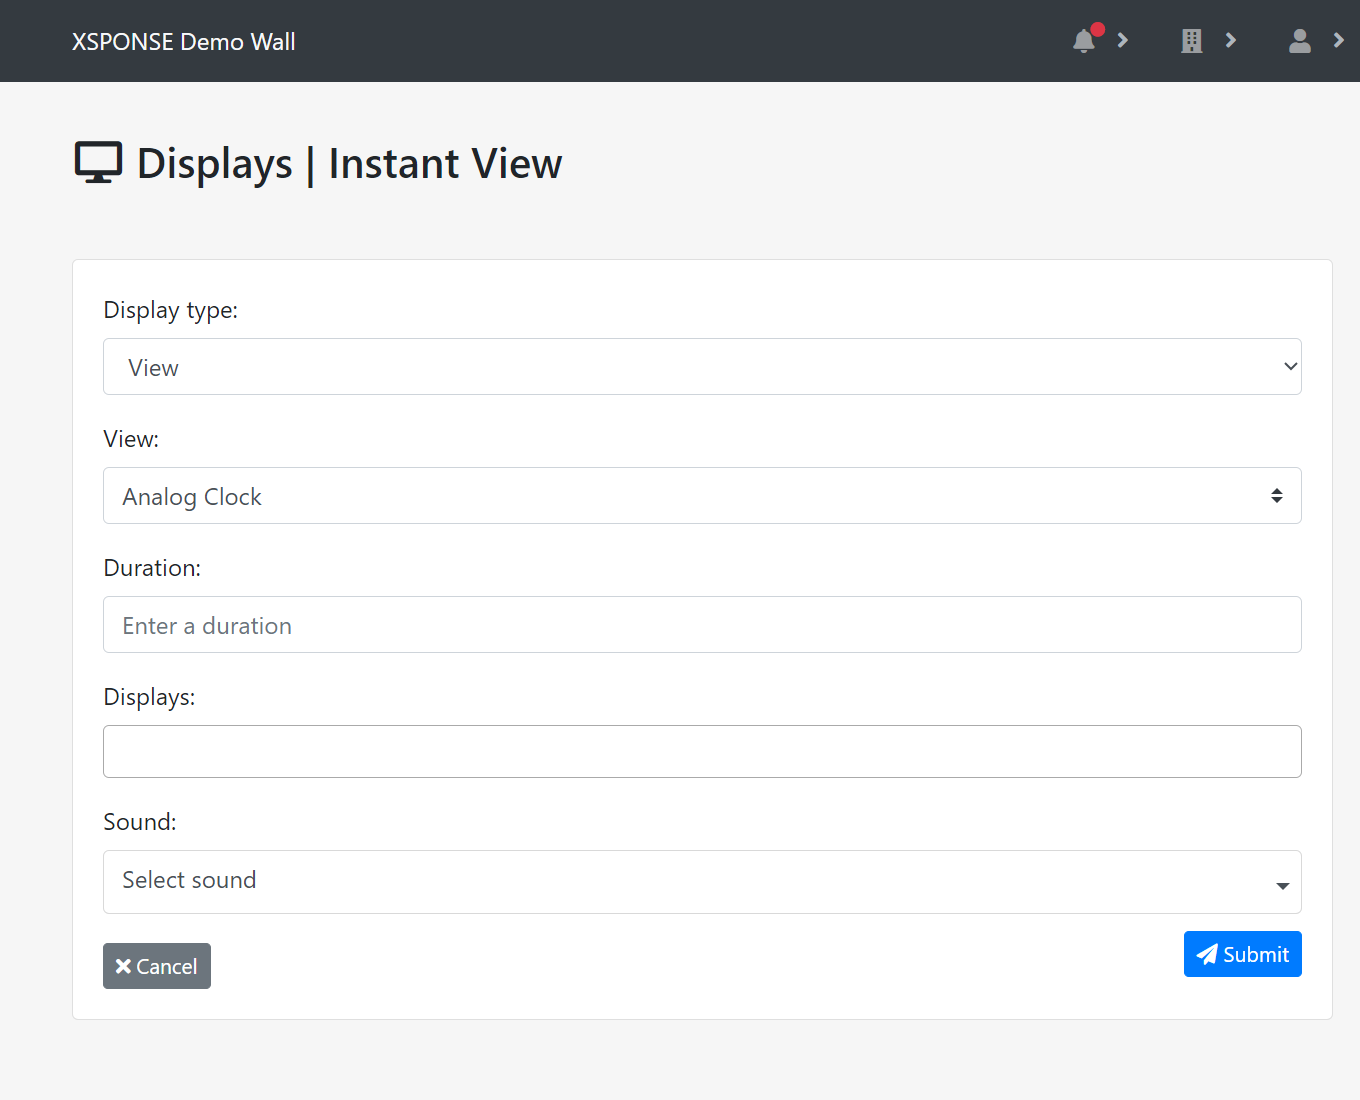 XSPONSE Demo Wall
Displays | Instant View
Display type:
View
View:
Analog Clock
Duration:
Enter a duration
Displays:
Sound:
Select sound
Cancel
Submit